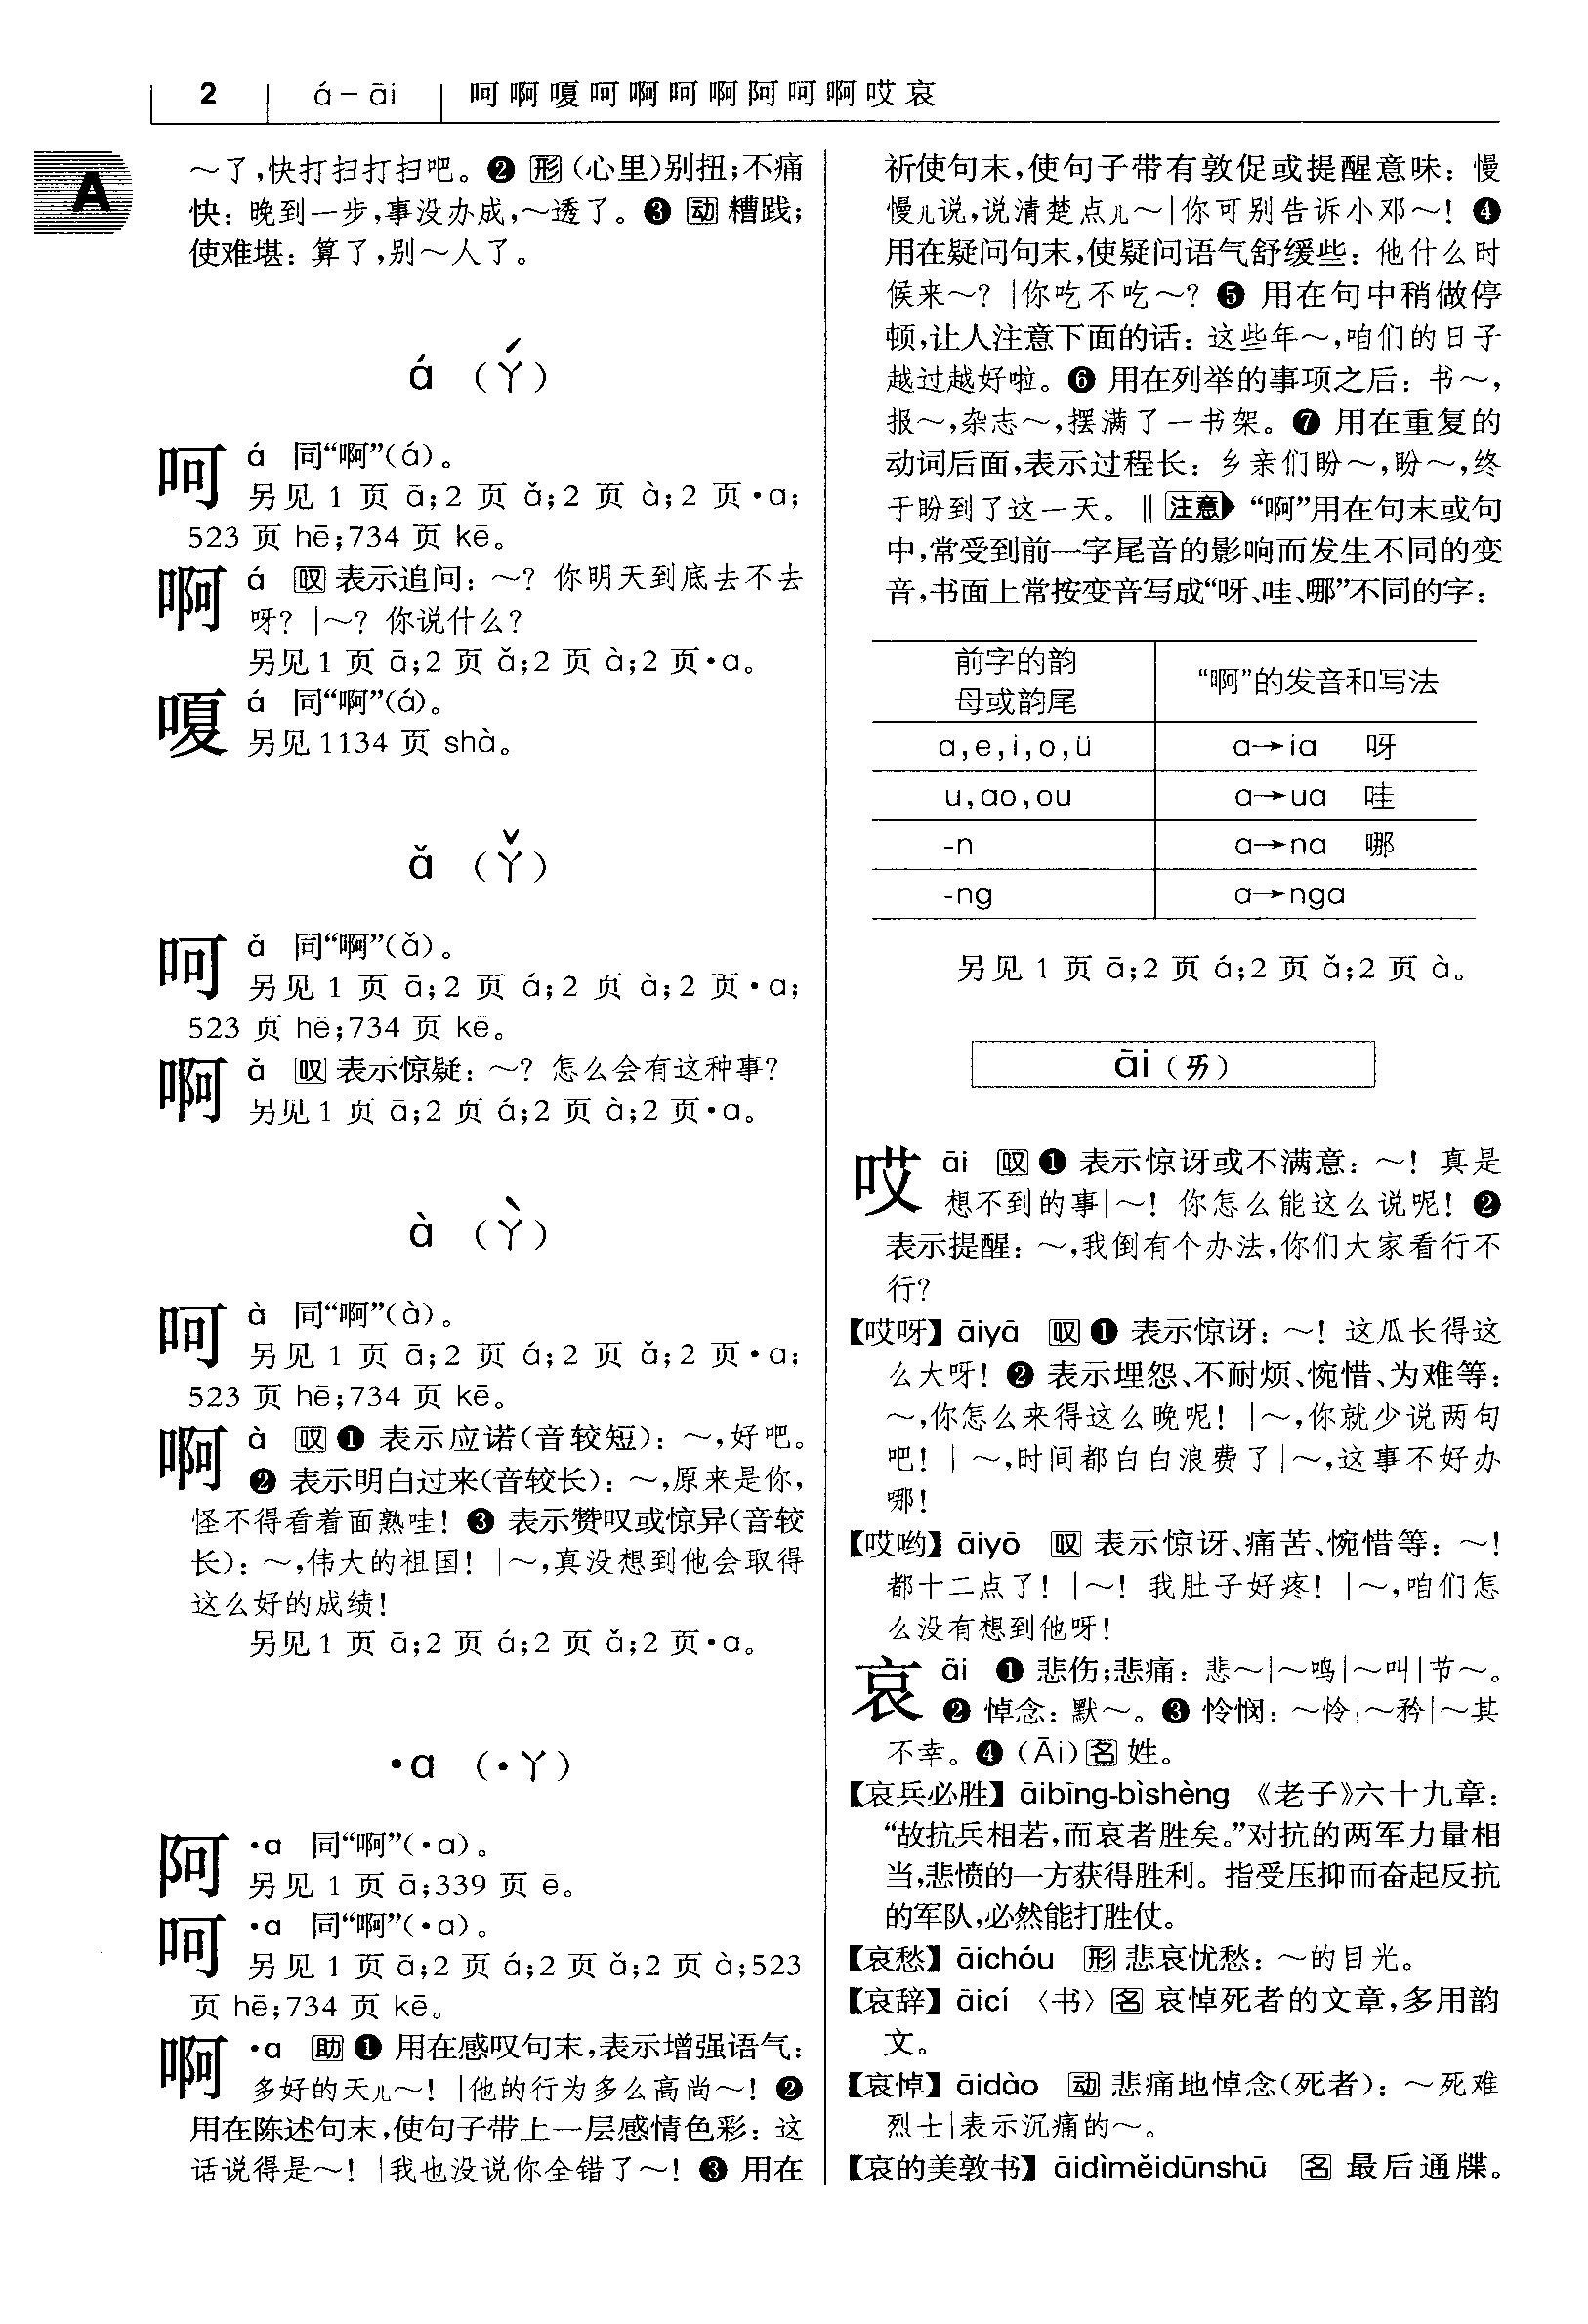 2
á－āi
呵啊嗄呵啊呵啊阿呵啊哎哀
A
～了,快打扫打扫吧。❷ 形 (心里)别扭;不痛
快：晚到一步,事没办成,～透了。❸ 动 糟践;
使难堪：算了,别～人了。
á （ㄚˊ）
呵 á 同“啊”(á)。
另见 1 页 ā;2 页 ǎ;2 页 à;2 页·a;
523 页 hē;734 页 kē。
啊 á 叹 表示追问：～？你明天到底去不去
呀？|～？你说什么？
另见 1 页 ā;2 页 ǎ;2 页 à;2 页·a。
嗄 á 同“啊”(á)。
另见 1134 页 shà。
ǎ （ㄚˇ）
呵 ǎ 同“啊”(ǎ)。
另见 1 页 ā;2 页 á;2 页 à;2 页·a;
523 页 hē;734 页 kē。
啊 ǎ 叹 表示惊疑：～？怎么会有这种事？
另见 1 页 ā;2 页 á;2 页 à;2 页·a。
à （ㄚˋ）
呵 à 同“啊”(à)。
另见 1 页 ā;2 页 á;2 页 ǎ;2 页·a;
523 页 hē;734 页 kē。
啊 à 叹 ❶ 表示应诺(音较短)：～,好吧。
❷ 表示明白过来(音较长)：～,原来是你,
怪不得看着面熟哇！❸ 表示赞叹或惊异(音较
长)：～,伟大的祖国！|～,真没想到他会取得
这么好的成绩！
另见 1 页 ā;2 页 á;2 页 ǎ;2 页·a。
·a （·ㄚ）
阿 ·a 同“啊”(·a)。
另见 1 页 ā;339 页 ē。
呵 ·a 同“啊”(·a)。
另见 1 页 ā;2 页 á;2 页 ǎ;2 页 à;523
页 hē;734 页 kē。
啊 ·a 助 ❶ 用在感叹句末,表示增强语气：
多好的天儿～！|他的行为多么高尚～！❷
用在陈述句末,使句子带上一层感情色彩：这
话说得是～！|我也没说你全错了～！❸ 用在
祈使句末,使句子带有敦促或提醒意味：慢
慢儿说,说清楚点儿～|你可别告诉小邓～！❹
用在疑问句末,使疑问语气舒缓些：他什么时
候来～？|你吃不吃～？❺ 用在句中稍做停
顿,让人注意下面的话：这些年～,咱们的日子
越过越好啦。❻ 用在列举的事项之后：书～,
报～,杂志～,摆满了一书架。❼ 用在重复的
动词后面,表示过程长：乡亲们盼～,盼～,终
于盼到了这一天。‖注意▶“啊”用在句末或句
中,常受到前一字尾音的影响而发生不同的变
音,书面上常按变音写成“呀、哇、哪”不同的字：
前字的韵
母或韵尾
“啊”的发音和写法
a,e,i,o,ü a→ia 呀
u,ao,ou a→ua 哇
-n a→na 哪
-ng a→nga
另见 1 页 ā;2 页 á;2 页 ǎ;2 页 à。
āi（ㄞ）
哎 āi 叹 ❶ 表示惊讶或不满意：～！真是
想不到的事|～！你怎么能这么说呢！❷
表示提醒：～,我倒有个办法,你们大家看行不
行？
【哎呀】āiyā 叹 ❶ 表示惊讶：～！这瓜长得这
么大呀！❷ 表示埋怨、不耐烦、惋惜、为难等：
～,你怎么来得这么晚呢！|～,你就少说两句
吧！|～,时间都白白浪费了|～,这事不好办
哪！
【哎哟】āiyō 叹 表示惊讶、痛苦、惋惜等：～！
都十二点了！|～！我肚子好疼！|～,咱们怎
么没有想到他呀！
哀 āi ❶ 悲伤;悲痛：悲～|～鸣|～叫|节～。
❷ 悼念：默～。❸ 怜悯：～怜|～矜|～其
不幸。❹ (Āi) 名 姓。
【哀兵必胜】āibīng-bìshèng 《老子》六十九章：
“故抗兵相若,而哀者胜矣。”对抗的两军力量相
当,悲愤的一方获得胜利。指受压抑而奋起反抗
的军队,必然能打胜仗。
【哀愁】āichóu 形 悲哀忧愁：～的目光。
【哀辞】āicí 〈书〉 名 哀悼死者的文章,多用韵
文。
【哀悼】āidào 动 悲痛地悼念(死者)：～死难
烈士|表示沉痛的～。
【哀的美敦书】āidìměidūnshū 名 最后通牒。